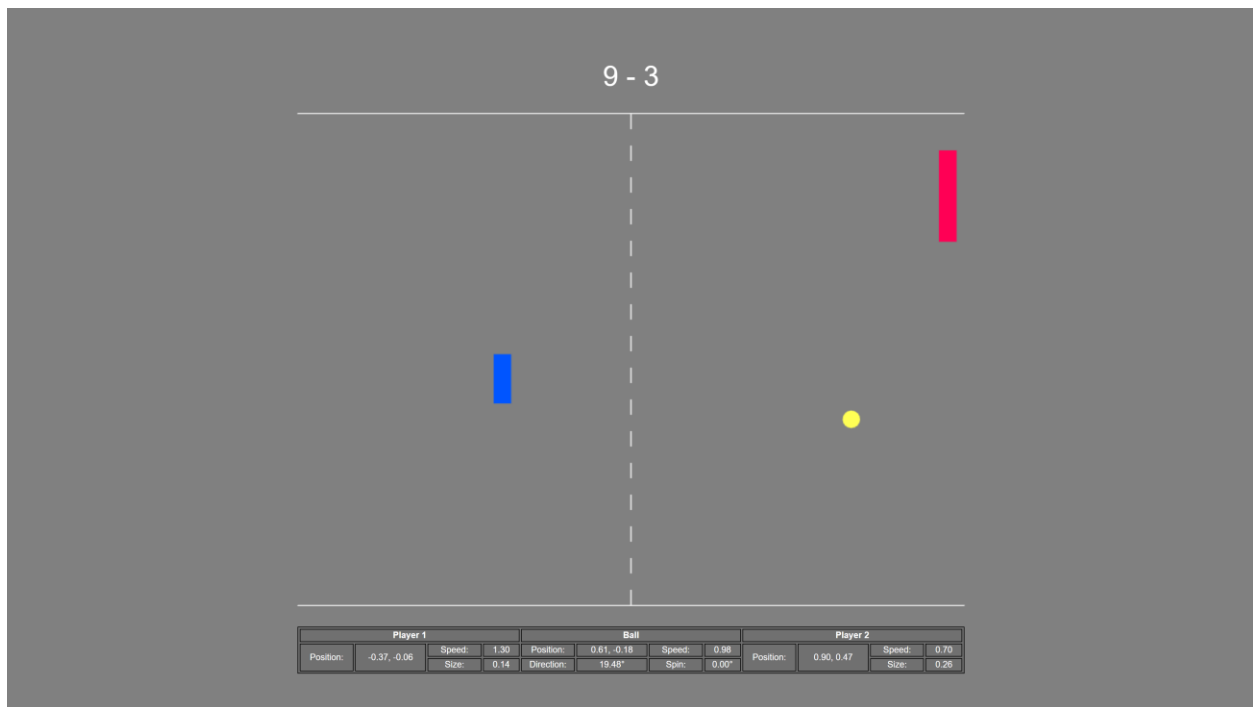 9 - 3
Player 1 Ball Player 2
Position: -0.37, -0.06 Speed: 1.30 Position: 0.61, -0.18 Speed: 0.98 Position: 0.90, 0.47 Speed: 0.70
Size: 0.14 Direction: 19.48° Spin: 0.00° Size: 0.26